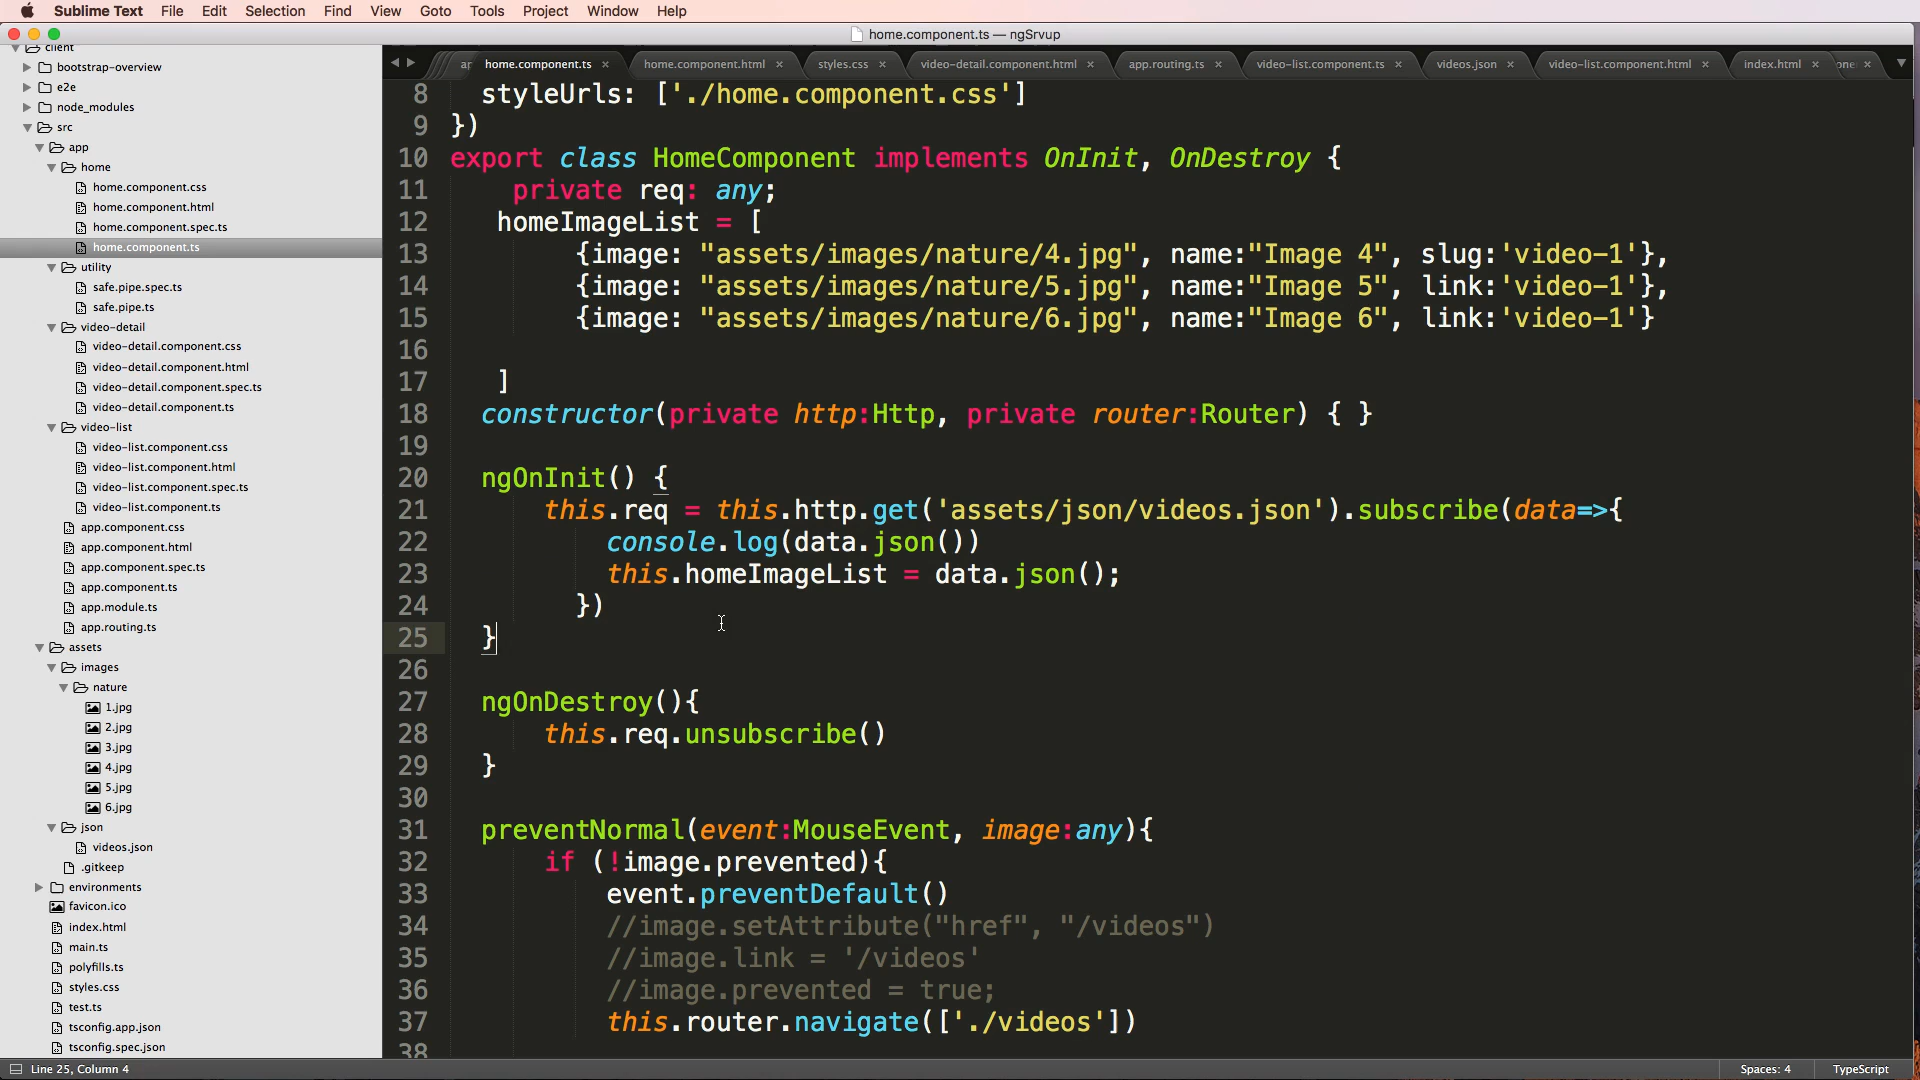 Sublime Text File Edit Selection Find View Goto Tools Project Window Help
home.component.ts — ngSrvup
client
bootstrap-overview
e2e
node_modules
src
app
home
home.component.css
home.component.html
home.component.spec.ts
home.component.ts
utility
safe.pipe.spec.ts
safe.pipe.ts
video-detail
video-detail.component.css
video-detail.component.html
video-detail.component.spec.ts
video-detail.component.ts
video-list
video-list.component.css
video-list.component.html
video-list.component.spec.ts
video-list.component.ts
app.component.css
app.component.html
app.component.spec.ts
app.component.ts
app.module.ts
app.routing.ts
assets
images
nature
1.jpg
2.jpg
3.jpg
4.jpg
5.jpg
6.jpg
json
videos.json
.gitkeep
environments
favicon.ico
index.html
main.ts
polyfills.ts
styles.css
test.ts
tsconfig.app.json
tsconfig.spec.json
home.component.ts × home.component.html × styles.css × video-detail.component.html × app.routing.ts × video-list.component.ts × videos.json × video-list.component.html × index.html ×
8 styleUrls: ['./home.component.css']
9 })
10 export class HomeComponent implements OnInit, OnDestroy {
11 private req: any;
12 homeImageList = [
13 {image: "assets/images/nature/4.jpg", name:"Image 4", slug:'video-1'},
14 {image: "assets/images/nature/5.jpg", name:"Image 5", link:'video-1'},
15 {image: "assets/images/nature/6.jpg", name:"Image 6", link:'video-1'}
16
17 ]
18 constructor(private http:Http, private router:Router) { }
19
20 ngOnInit() {
21 this.req = this.http.get('assets/json/videos.json').subscribe(data=>{
22 console.log(data.json())
23 this.homeImageList = data.json();
24 })
25 }
26
27 ngOnDestroy(){
28 this.req.unsubscribe()
29 }
30
31 preventNormal(event:MouseEvent, image:any){
32 if (!image.prevented){
33 event.preventDefault()
34 //image.setAttribute("href", "/videos")
35 //image.link = '/videos'
36 //image.prevented = true;
37 this.router.navigate(['./videos'])
38
Line 25, Column 4
Spaces: 4
TypeScript